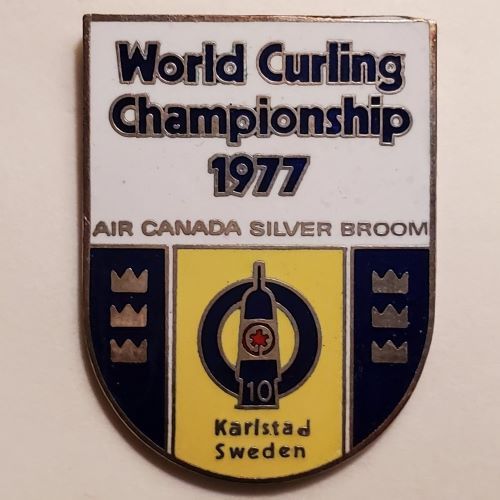 World Curling
Championship
1977
AIR CANADA SILVER BROOM
10
Karlstad
Sweden